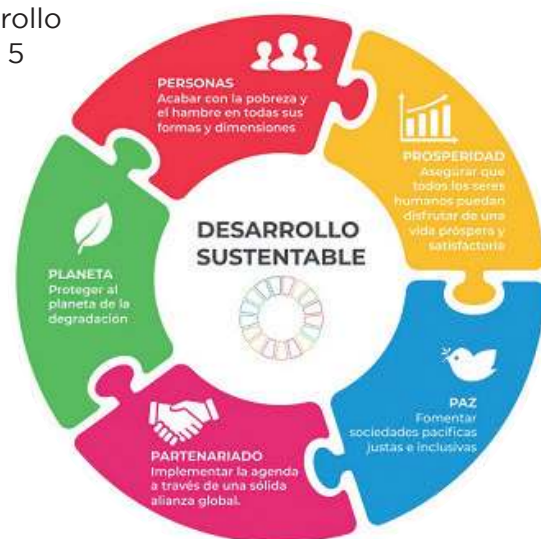 rollo
5
PERSONAS
Acabar con la pobreza y
el hambre en todas sus
formas y dimensiones
PROSPERIDAD
Asegurar que
todos los seres
humanos puedan
disfrutar de una
vida próspera y
satisfactoria
DESARROLLO
SUSTENTABLE
PLANETA
Proteger al
planeta de la
degradación
PAZ
Fomentar
sociedades pacíficas
justas e inclusivas
PARTENARIADO
Implementar la agenda
a través de una sólida
alianza global.